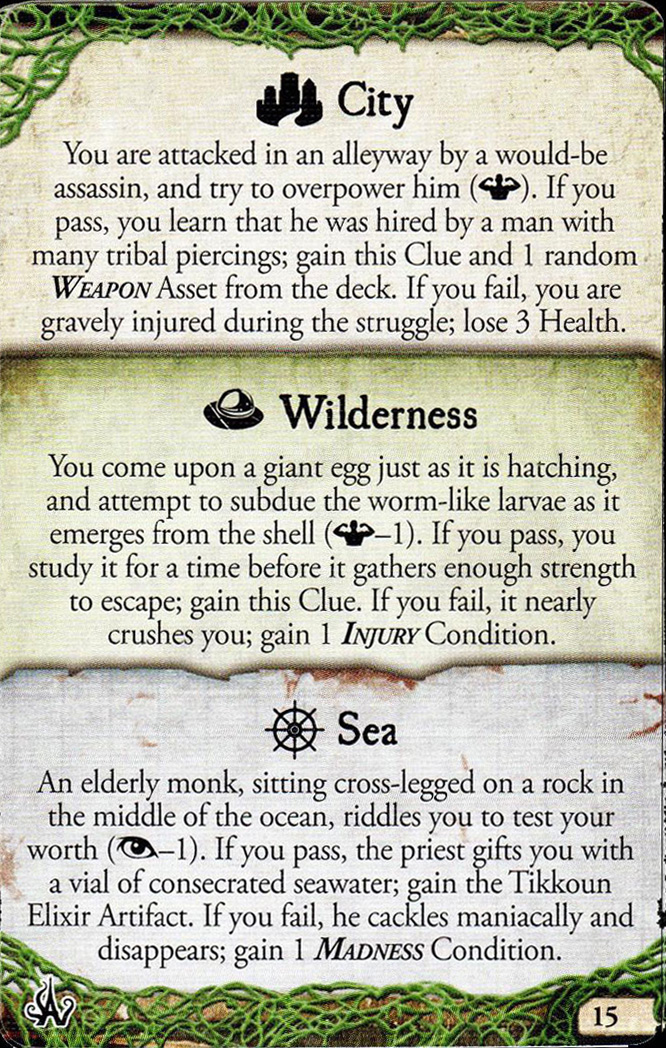 City
You are attacked in an alleyway by a would-be
assassin, and try to overpower him ( ). If you
pass, you learn that he was hired by a man with
many tribal piercings; gain this Clue and 1 random
WEAPON Asset from the deck. If you fail, you are
gravely injured during the struggle; lose 3 Health.
Wilderness
You come upon a giant egg just as it is hatching,
and attempt to subdue the worm-like larvae as it
emerges from the shell ( –1). If you pass, you
study it for a time before it gathers enough strength
to escape; gain this Clue. If you fail, it nearly
crushes you; gain 1 INJURY Condition.
Sea
An elderly monk, sitting cross-legged on a rock in
the middle of the ocean, riddles you to test your
worth ( –1). If you pass, the priest gifts you with
a vial of consecrated seawater; gain the Tikkoun
Elixir Artifact. If you fail, he cackles maniacally and
disappears; gain 1 MADNESS Condition.
15